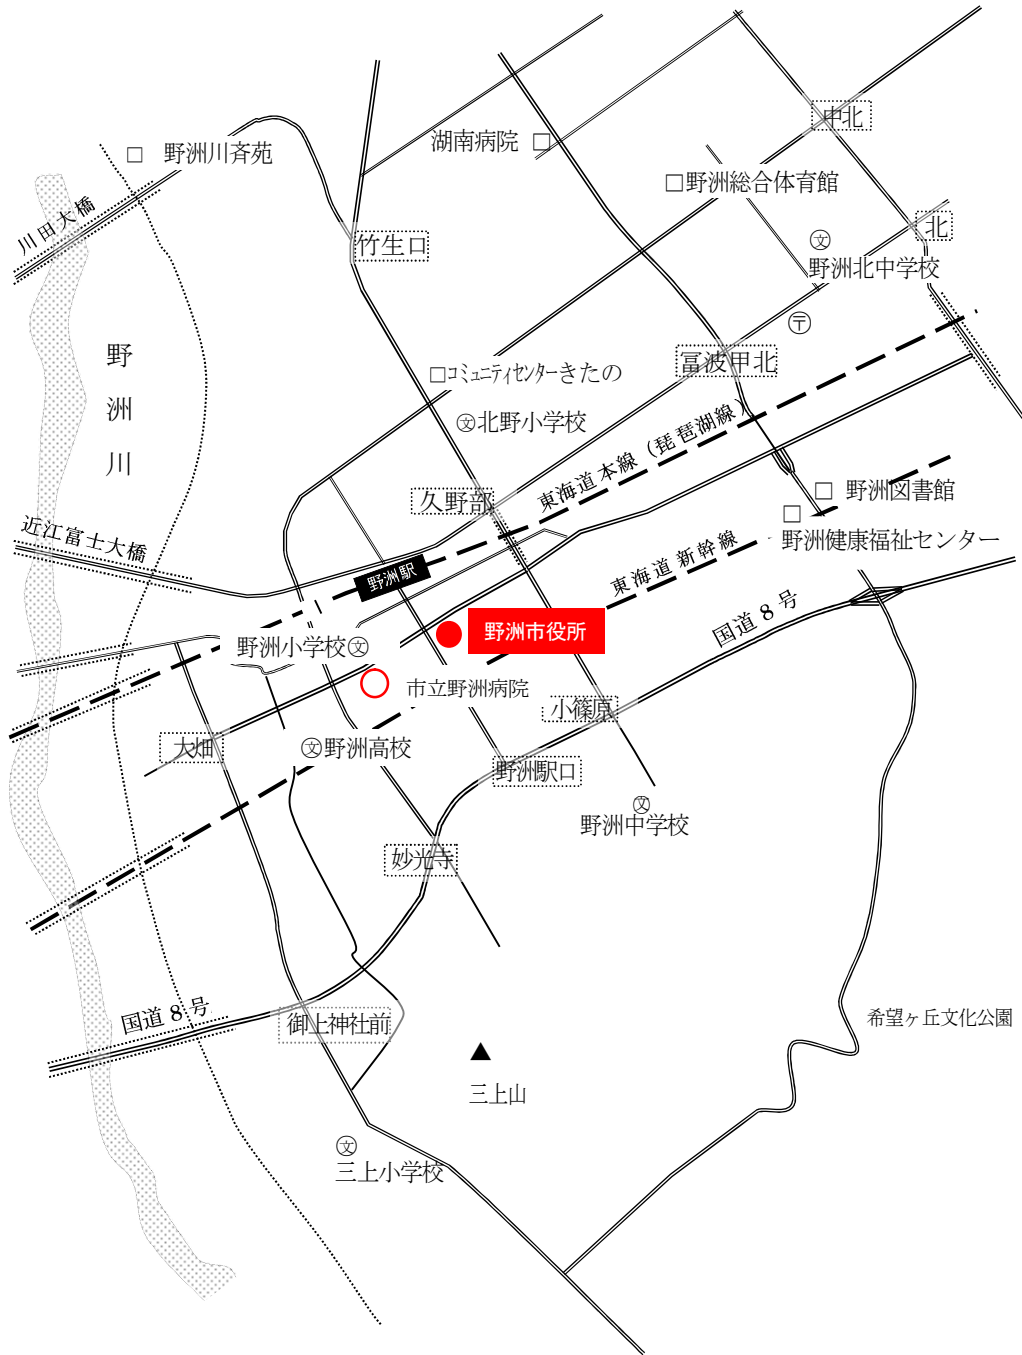 中北
湖南病院
野洲川斉苑
野洲総合体育館
川田大橋
北
竹生口
文
野洲北中学校
〒
野洲川
冨波甲北
コミュニティセンターきたの
文北野小学校
東海道本線（琵琶湖線）
久野部
野洲図書館
近江富士大橋
野洲健康福祉センター
野洲駅
東海道新幹線
国道8号
野洲市役所
野洲小学校文
市立野洲病院
小篠原
大畑
文野洲高校
野洲駅口
文
野洲中学校
妙光寺
国道8号
御上神社前
希望ヶ丘文化公園
三上山
文
三上小学校